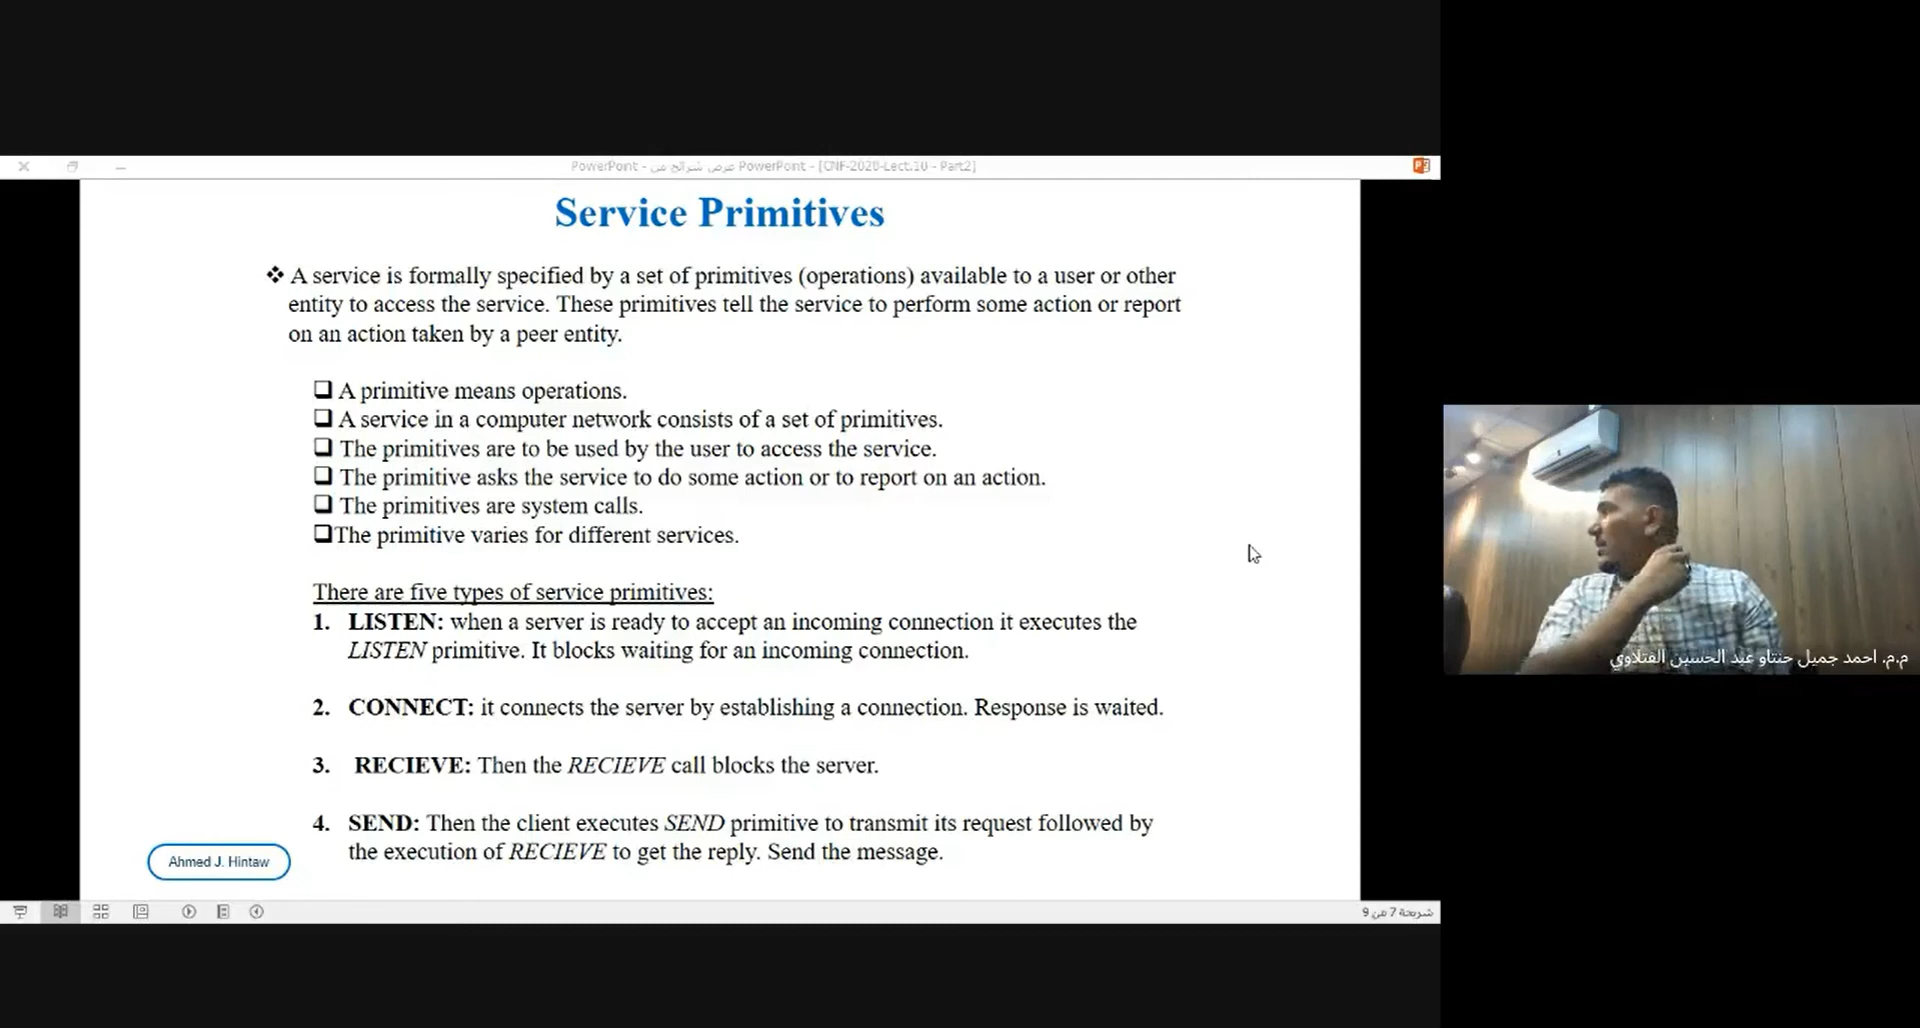 PowerPoint - عرض شرائح من PowerPoint - [CNF-2020-Lect.10 - Part2]
Service Primitives
❖ A service is formally specified by a set of primitives (operations) available to a user or other
entity to access the service. These primitives tell the service to perform some action or report
on an action taken by a peer entity.
❑ A primitive means operations.
❑ A service in a computer network consists of a set of primitives.
❑ The primitives are to be used by the user to access the service.
❑ The primitive asks the service to do some action or to report on an action.
❑ The primitives are system calls.
❑The primitive varies for different services.
There are five types of service primitives:
1. LISTEN: when a server is ready to accept an incoming connection it executes the
LISTEN primitive. It blocks waiting for an incoming connection.
2. CONNECT: it connects the server by establishing a connection. Response is waited.
3. RECIEVE: Then the RECIEVE call blocks the server.
4. SEND: Then the client executes SEND primitive to transmit its request followed by
the execution of RECIEVE to get the reply. Send the message.
Ahmed J. Hintaw
شريحة 7 من 9
م.م. احمد جميل حنتاو عبد الحسين الفتلاوي